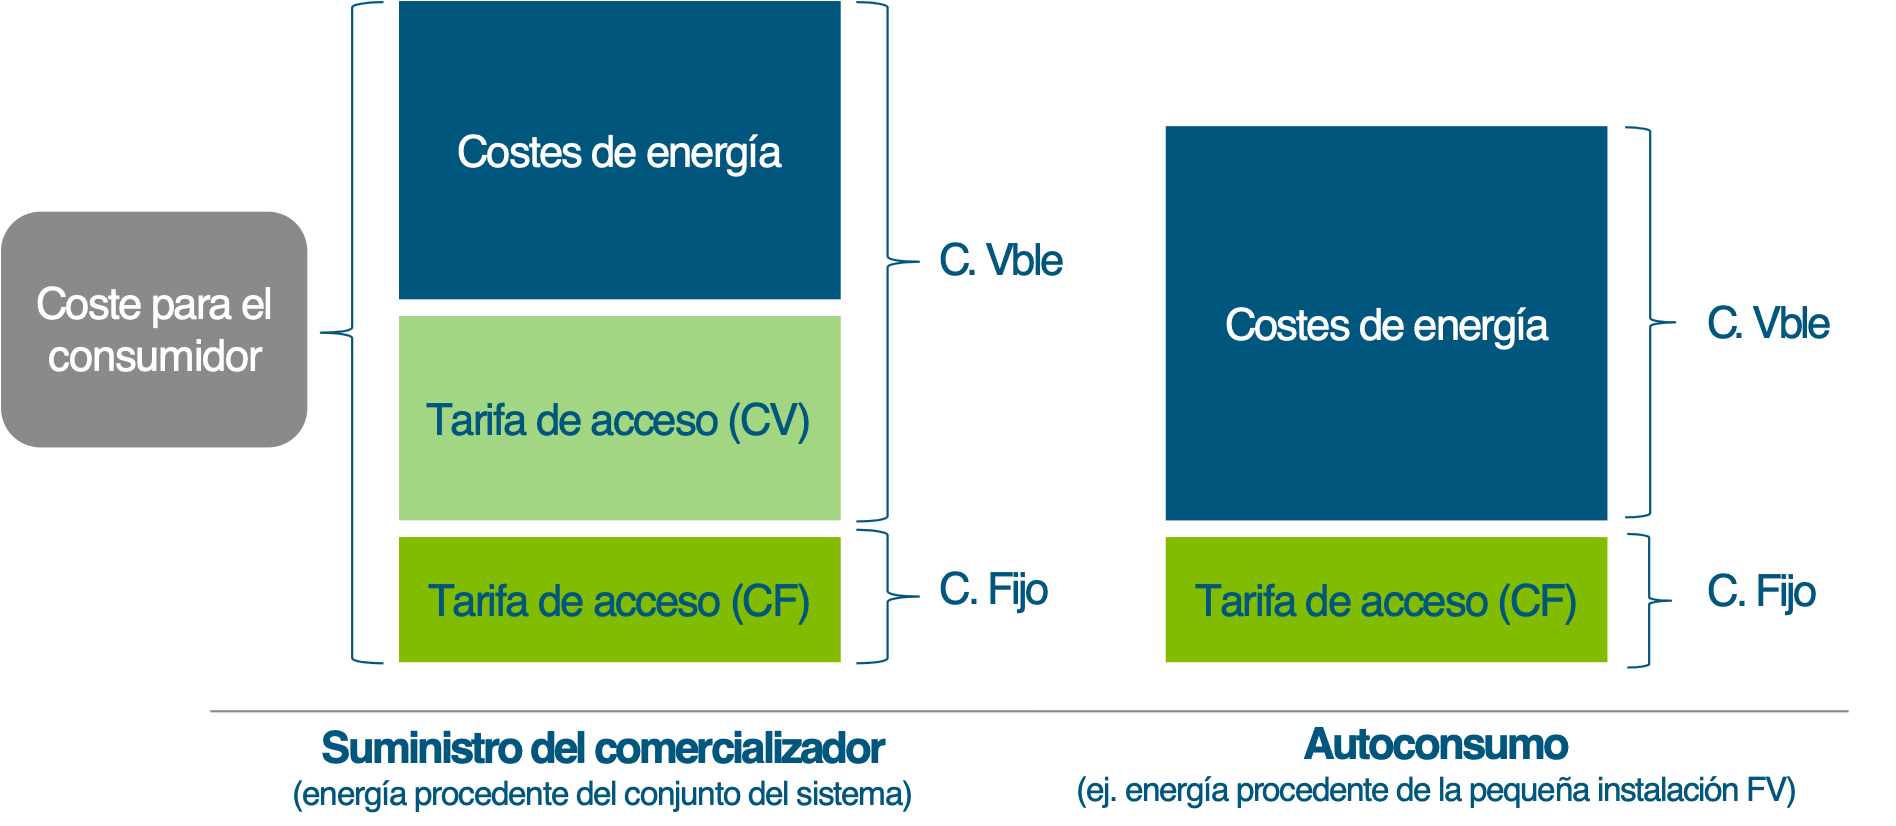 Coste para el
consumidor
Costes de energía
Tarifa de acceso (CV)
Tarifa de acceso (CF)
C. Vble
C. Fijo
Suministro del comercializador
(energía procedente del conjunto del sistema)
Costes de energía
Tarifa de acceso (CF)
C. Vble
C. Fijo
Autoconsumo
(ej. energía procedente de la pequeña instalación FV)